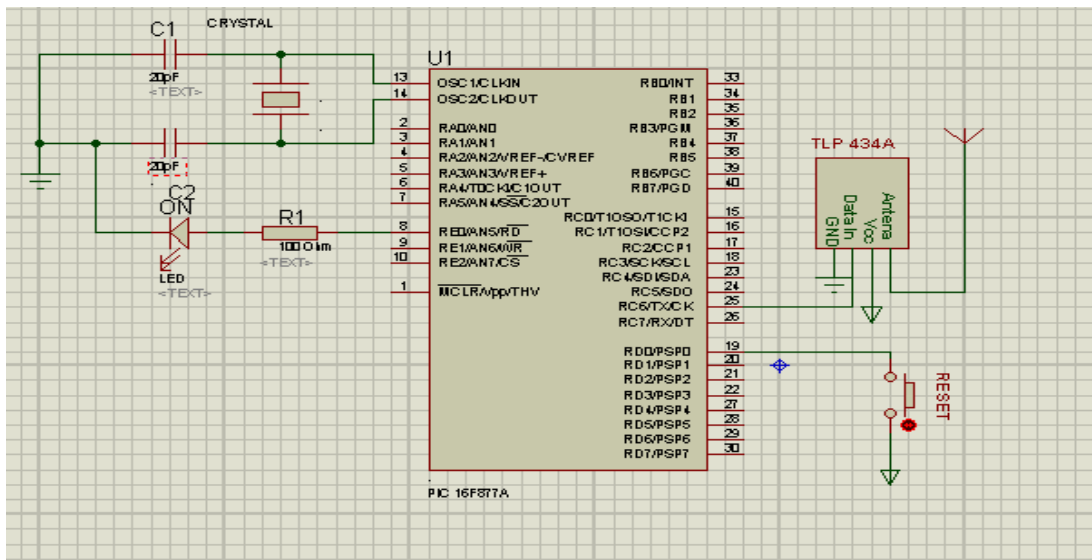 CRYSTAL
C1
20pF
<TEXT>
20pF
C2
ON
LED
<TEXT>
R1
100 Ohm
<TEXT>
U1
13 OSC1/CLKIN
14 OSC2/CLKOUT
2 RA0/AN0
3 RA1/AN1
4 RA2/AN2/VREF-/CVREF
5 RA3/AN3/VREF+
6 RA4/T0CKI/C1OUT
7 RA5/AN4/SS/C2OUT
8 RE0/AN5/RD
9 RE1/AN6/WR
10 RE2/AN7/CS
1 MCLR/Vpp/THV
RB0/INT 33
RB1 34
RB2 35
RB3/PGM 36
RB4 37
RB5 38
RB6/PGC 39
RB7/PGD 40
RC0/T1OSO/T1CKI 15
RC1/T1OSI/CCP2 16
RC2/CCP1 17
RC3/SCK/SCL 18
RC4/SDI/SDA 23
RC5/SDO 24
RC6/TX/CK 25
RC7/RX/DT 26
RD0/PSP0 19
RD1/PSP1 20
RD2/PSP2 21
RD3/PSP3 22
RD4/PSP4 27
RD5/PSP5 28
RD6/PSP6 29
RD7/PSP7 30
PIC 16F877A
TLP 434A
Antena
Vcc
Data In
GND
RESET